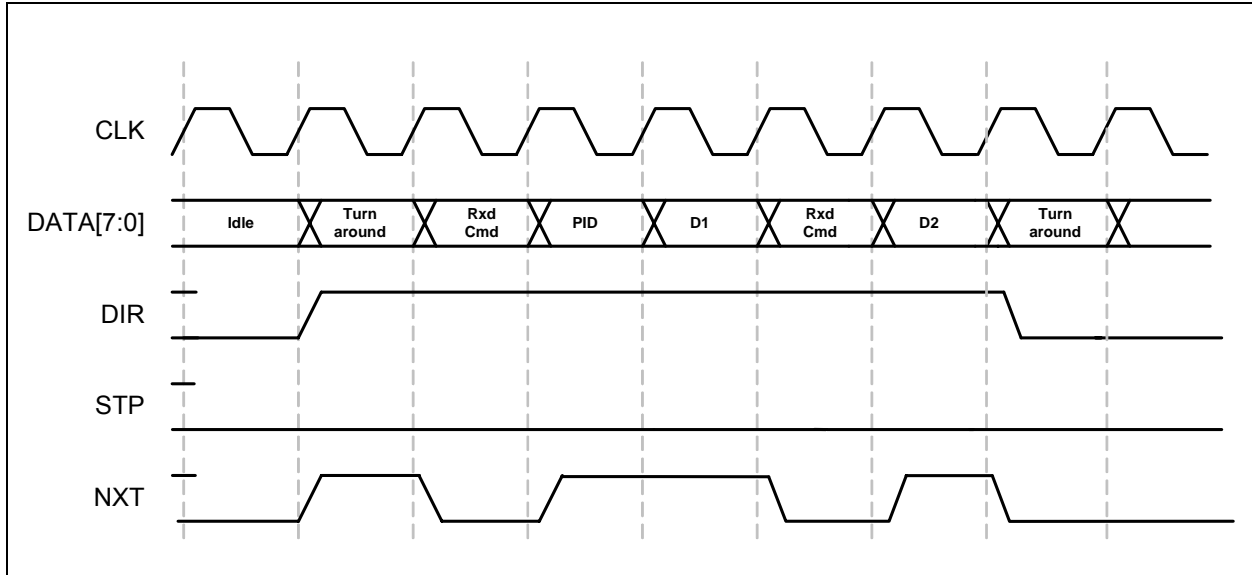 CLK
DATA[7:0]
Idle
Turn
around
Rxd
Cmd
PID
D1
Rxd
Cmd
D2
Turn
around
DIR
STP
NXT